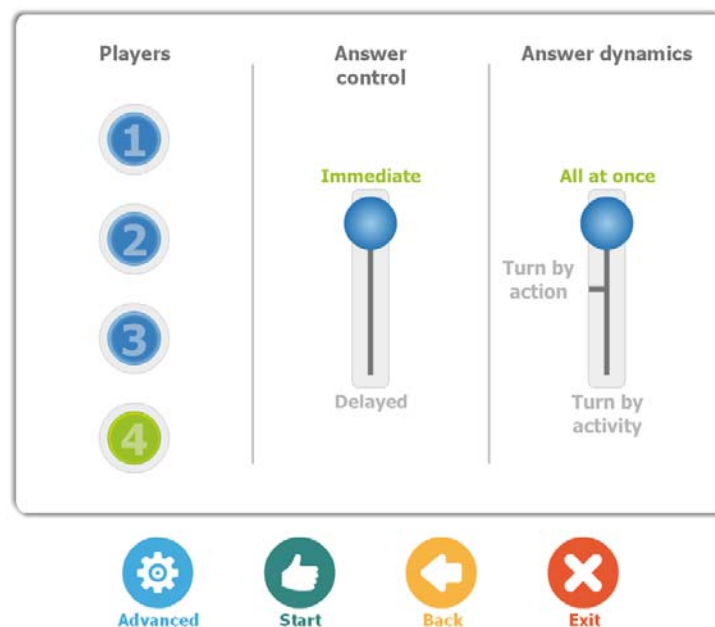 Players
Answer
control
Answer dynamics
1
2
3
4
Immediate
Delayed
All at once
Turn by
action
Turn by
activity
Advanced
Start
Back
Exit